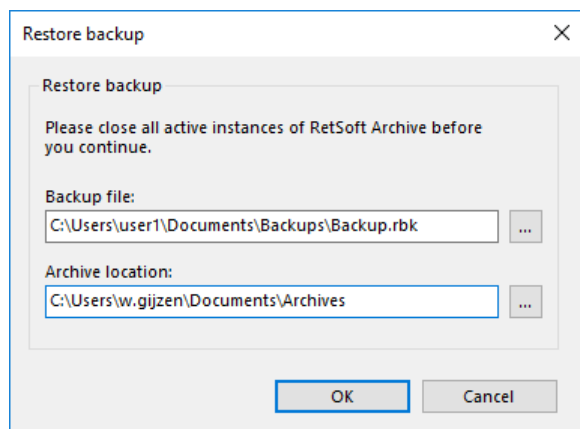 Restore backup
Restore backup
Please close all active instances of RetSoft Archive before
you continue.
Backup file:
C:\Users\user1\Documents\Backups\Backup.rbk
...
Archive location:
C:\Users\w.gijzen\Documents\Archives
...
OK
Cancel